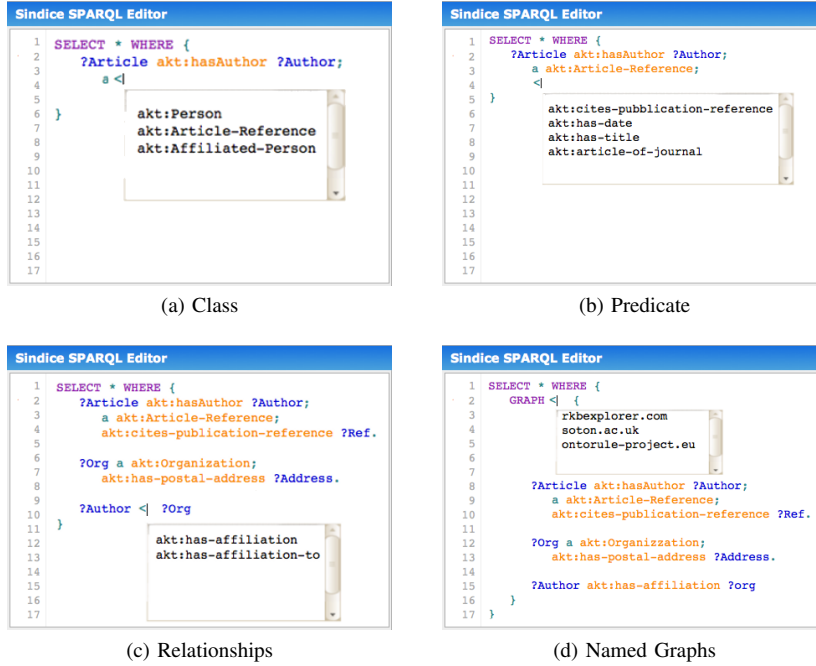 Sindice SPARQL Editor
1 SELECT * WHERE {
2 ?Article akt:hasAuthor ?Author;
3 a <
4
5
6 }
7
8
9
10
11
12
13
14
15
16
17
akt:Person
akt:Article-Reference
akt:Affiliated-Person
(a) Class
Sindice SPARQL Editor
1 SELECT * WHERE {
2 ?Article akt:hasAuthor ?Author;
3 a akt:Article-Reference;
4 <
5 }
6
7
8
9
10
11
12
13
14
15
16
17
akt:cites-pubblication-reference
akt:has-date
akt:has-title
akt:article-of-journal
(b) Predicate
Sindice SPARQL Editor
1 SELECT * WHERE {
2 ?Article akt:hasAuthor ?Author;
3 a akt:Article-Reference;
4 akt:cites-publication-reference ?Ref.
5
6 ?Org a akt:Organization;
7 akt:has-postal-address ?Address.
8
9 ?Author < ?Org
10
11 }
12
13
14
15
16
17
akt:has-affiliation
akt:has-affiliation-to
(c) Relationships
Sindice SPARQL Editor
1 SELECT * WHERE {
2 GRAPH < {
3
4
5
6
7
8 ?Article akt:hasAuthor ?Author;
9 a akt:Article-Reference;
10 akt:cites-publication-reference ?Ref.
11
12 ?Org a akt:Organizzation;
13 akt:has-postal-address ?Address.
14
15 ?Author akt:has-affiliation ?org
16 }
17 }
rkbexplorer.com
soton.ac.uk
ontorule-project.eu
(d) Named Graphs